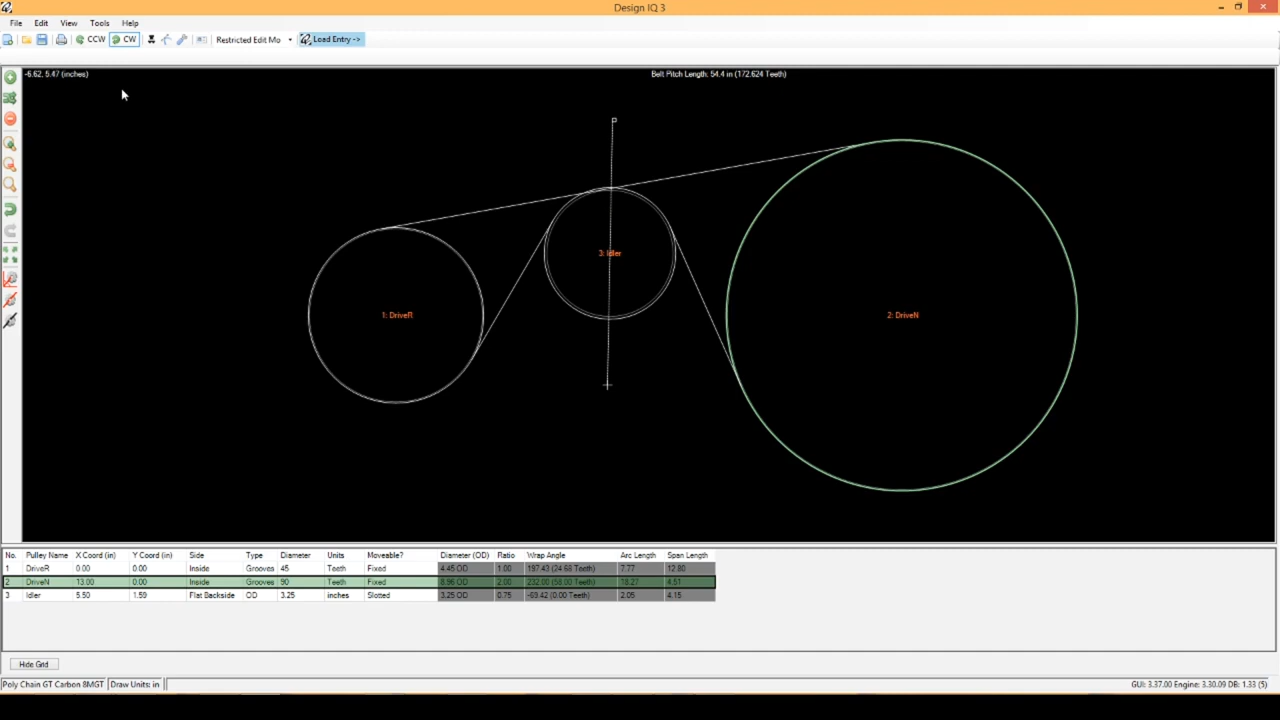 Design IQ 3
File Edit View Tools Help
CCW CW Restricted Edit Mo Load Entry ->
-6.62, 5.47 (inches) Belt Pitch Length: 54.4 in (172.624 Teeth)
3: Idler
1: DriveR 2: DriveN
No. Pulley Name X Coord (in) Y Coord (in) Side Type Diameter Units Moveable? Diameter (OD) Ratio Wrap Angle Arc Length Span Length
1 DriveR 0.00 0.00 Inside Grooves 45 Teeth Fixed 4.45 OD 1.00 197.43 (24.68 Teeth) 7.77 12.80
2 DriveN 13.00 0.00 Inside Grooves 90 Teeth Fixed 8.96 OD 2.00 232.00 (58.00 Teeth) 18.27 4.51
3 Idler 5.50 1.59 Flat Backside OD 3.25 inches Slotted 3.25 OD 0.75 -69.42 (0.00 Teeth) 2.05 4.15
Hide Grid
Poly Chain GT Carbon 8MGT Draw Units: in GUI: 3.37.00 Engine: 3.30.09 DB: 1.33 (5)